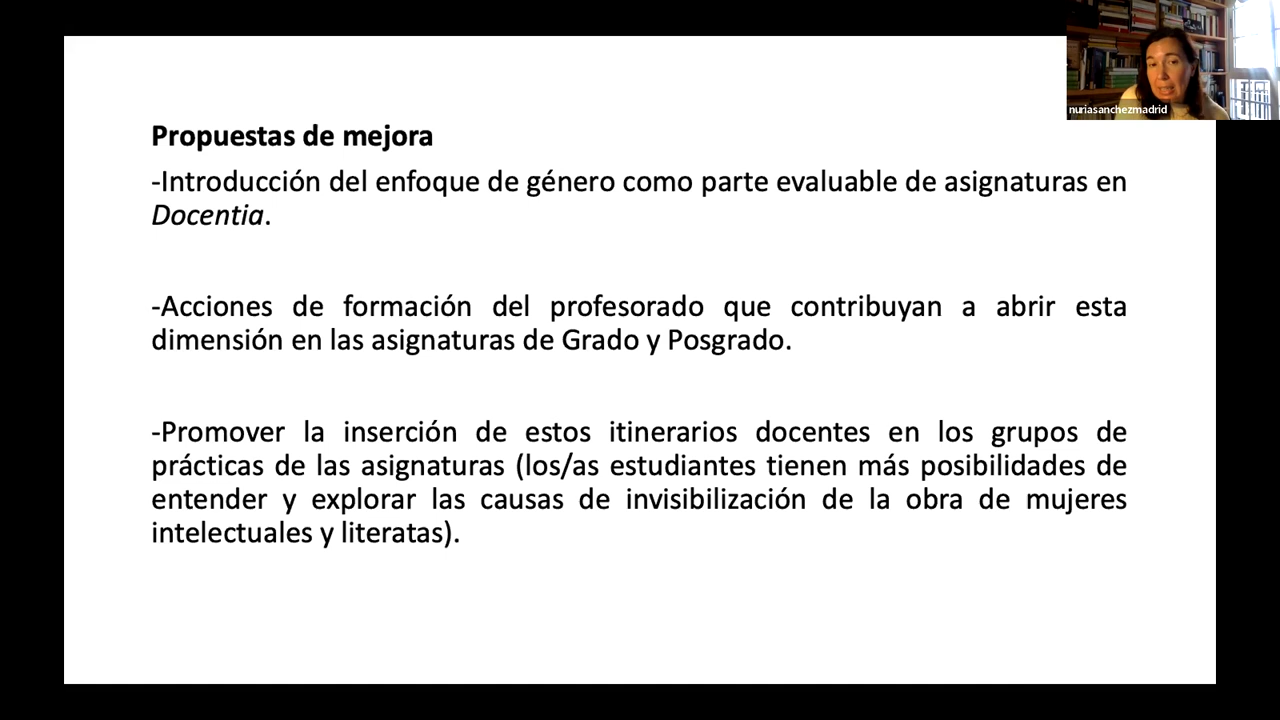 nuriasanchezmadrid
Propuestas de mejora
-Introducción del enfoque de género como parte evaluable de asignaturas en
Docentia.
-Acciones de formación del profesorado que contribuyan a abrir esta
dimensión en las asignaturas de Grado y Posgrado.
-Promover la inserción de estos itinerarios docentes en los grupos de
prácticas de las asignaturas (los/as estudiantes tienen más posibilidades de
entender y explorar las causas de invisibilización de la obra de mujeres
intelectuales y literatas).